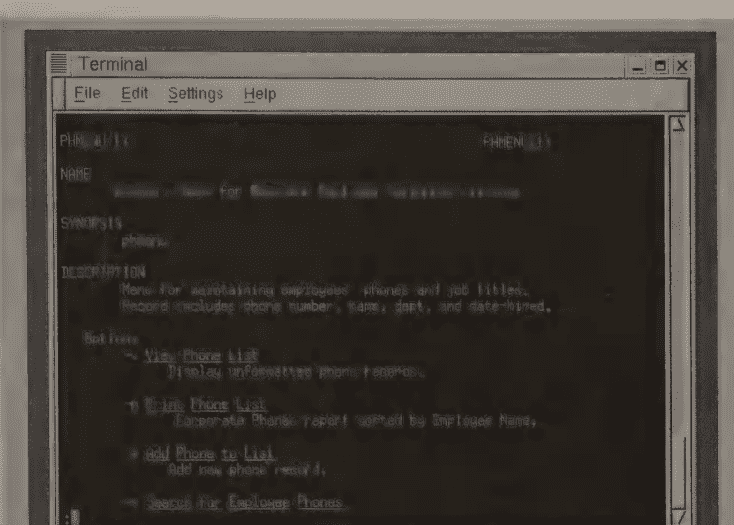 Terminal
File Edit Settings Help
NAME
for
SYNOPSIS
DESCRIPTION
Menu for maintaining employees' phones and job titles.
Record includes phone number, name, dept, and date-hired.
Options
View Phone List
Display unformatted phone records.
Print Phone List
Corporate Phones report sorted by Employee Name.
Add Phone to List
Add new phone record.
Search for Employee Phones
: